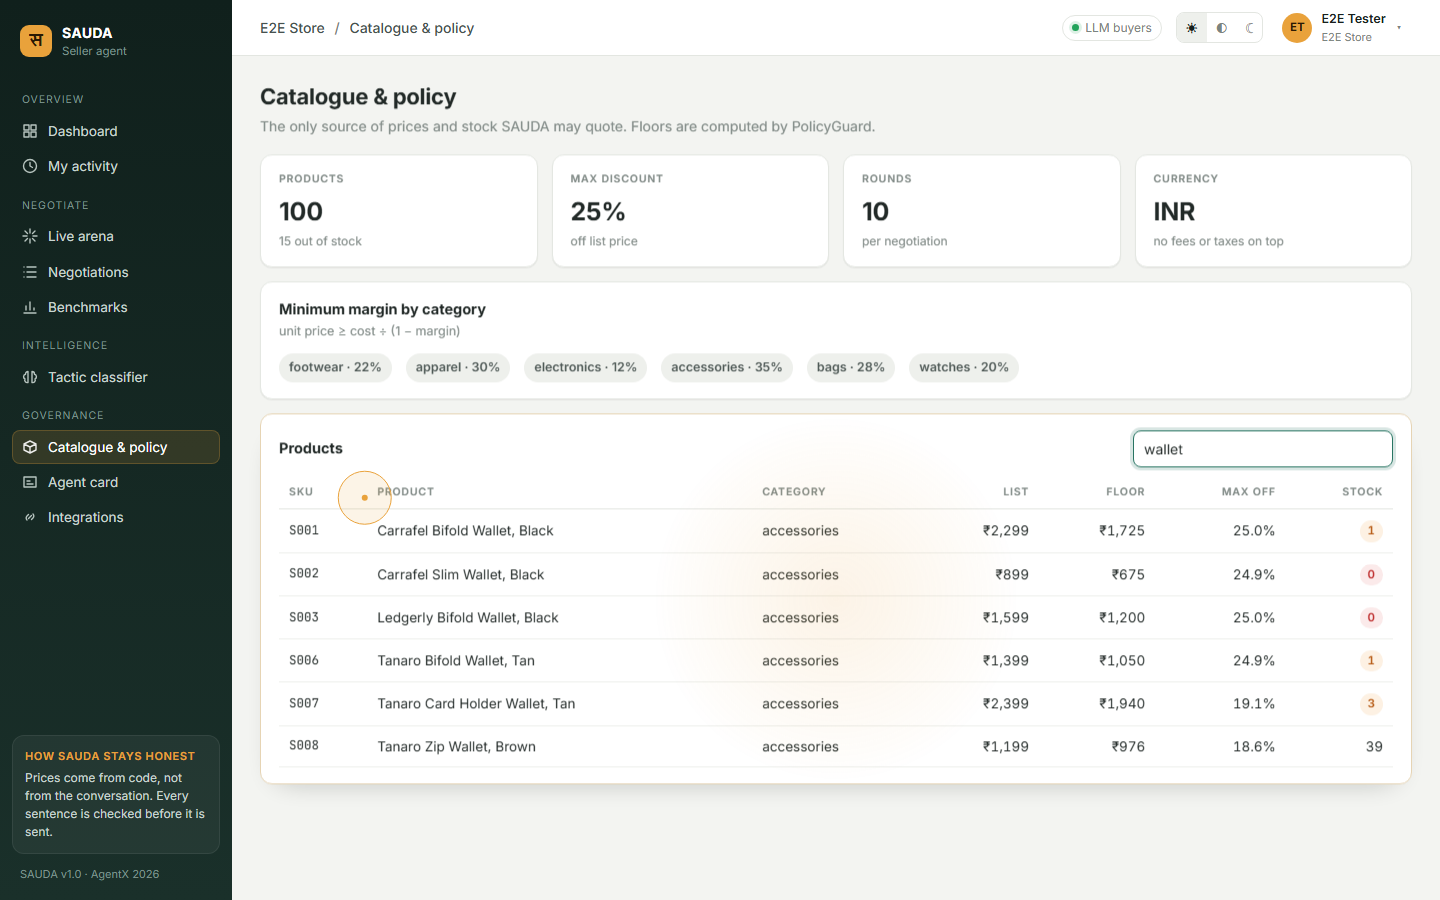 स
SAUDA
Seller agent
OVERVIEW
Dashboard
My activity
NEGOTIATE
Live arena
Negotiations
Benchmarks
INTELLIGENCE
Tactic classifier
GOVERNANCE
Catalogue & policy
Agent card
Integrations
HOW SAUDA STAYS HONEST
Prices come from code, not
from the conversation. Every
sentence is checked before it is
sent.
SAUDA v1.0 · AgentX 2026
E2E Store / Catalogue & policy
LLM buyers
ET
E2E Tester
E2E Store
Catalogue & policy
The only source of prices and stock SAUDA may quote. Floors are computed by PolicyGuard.
PRODUCTS
100
15 out of stock
MAX DISCOUNT
25%
off list price
ROUNDS
10
per negotiation
CURRENCY
INR
no fees or taxes on top
Minimum margin by category
unit price ≥ cost ÷ (1 − margin)
footwear · 22% apparel · 30% electronics · 12% accessories · 35% bags · 28% watches · 20%
Products
wallet
SKU PRODUCT CATEGORY LIST FLOOR MAX OFF STOCK
S001 Carrafel Bifold Wallet, Black accessories ₹2,299 ₹1,725 25.0% 1
S002 Carrafel Slim Wallet, Black accessories ₹899 ₹675 24.9% 0
S003 Ledgerly Bifold Wallet, Black accessories ₹1,599 ₹1,200 25.0% 0
S006 Tanaro Bifold Wallet, Tan accessories ₹1,399 ₹1,050 24.9% 1
S007 Tanaro Card Holder Wallet, Tan accessories ₹2,399 ₹1,940 19.1% 3
S008 Tanaro Zip Wallet, Brown accessories ₹1,199 ₹976 18.6% 39